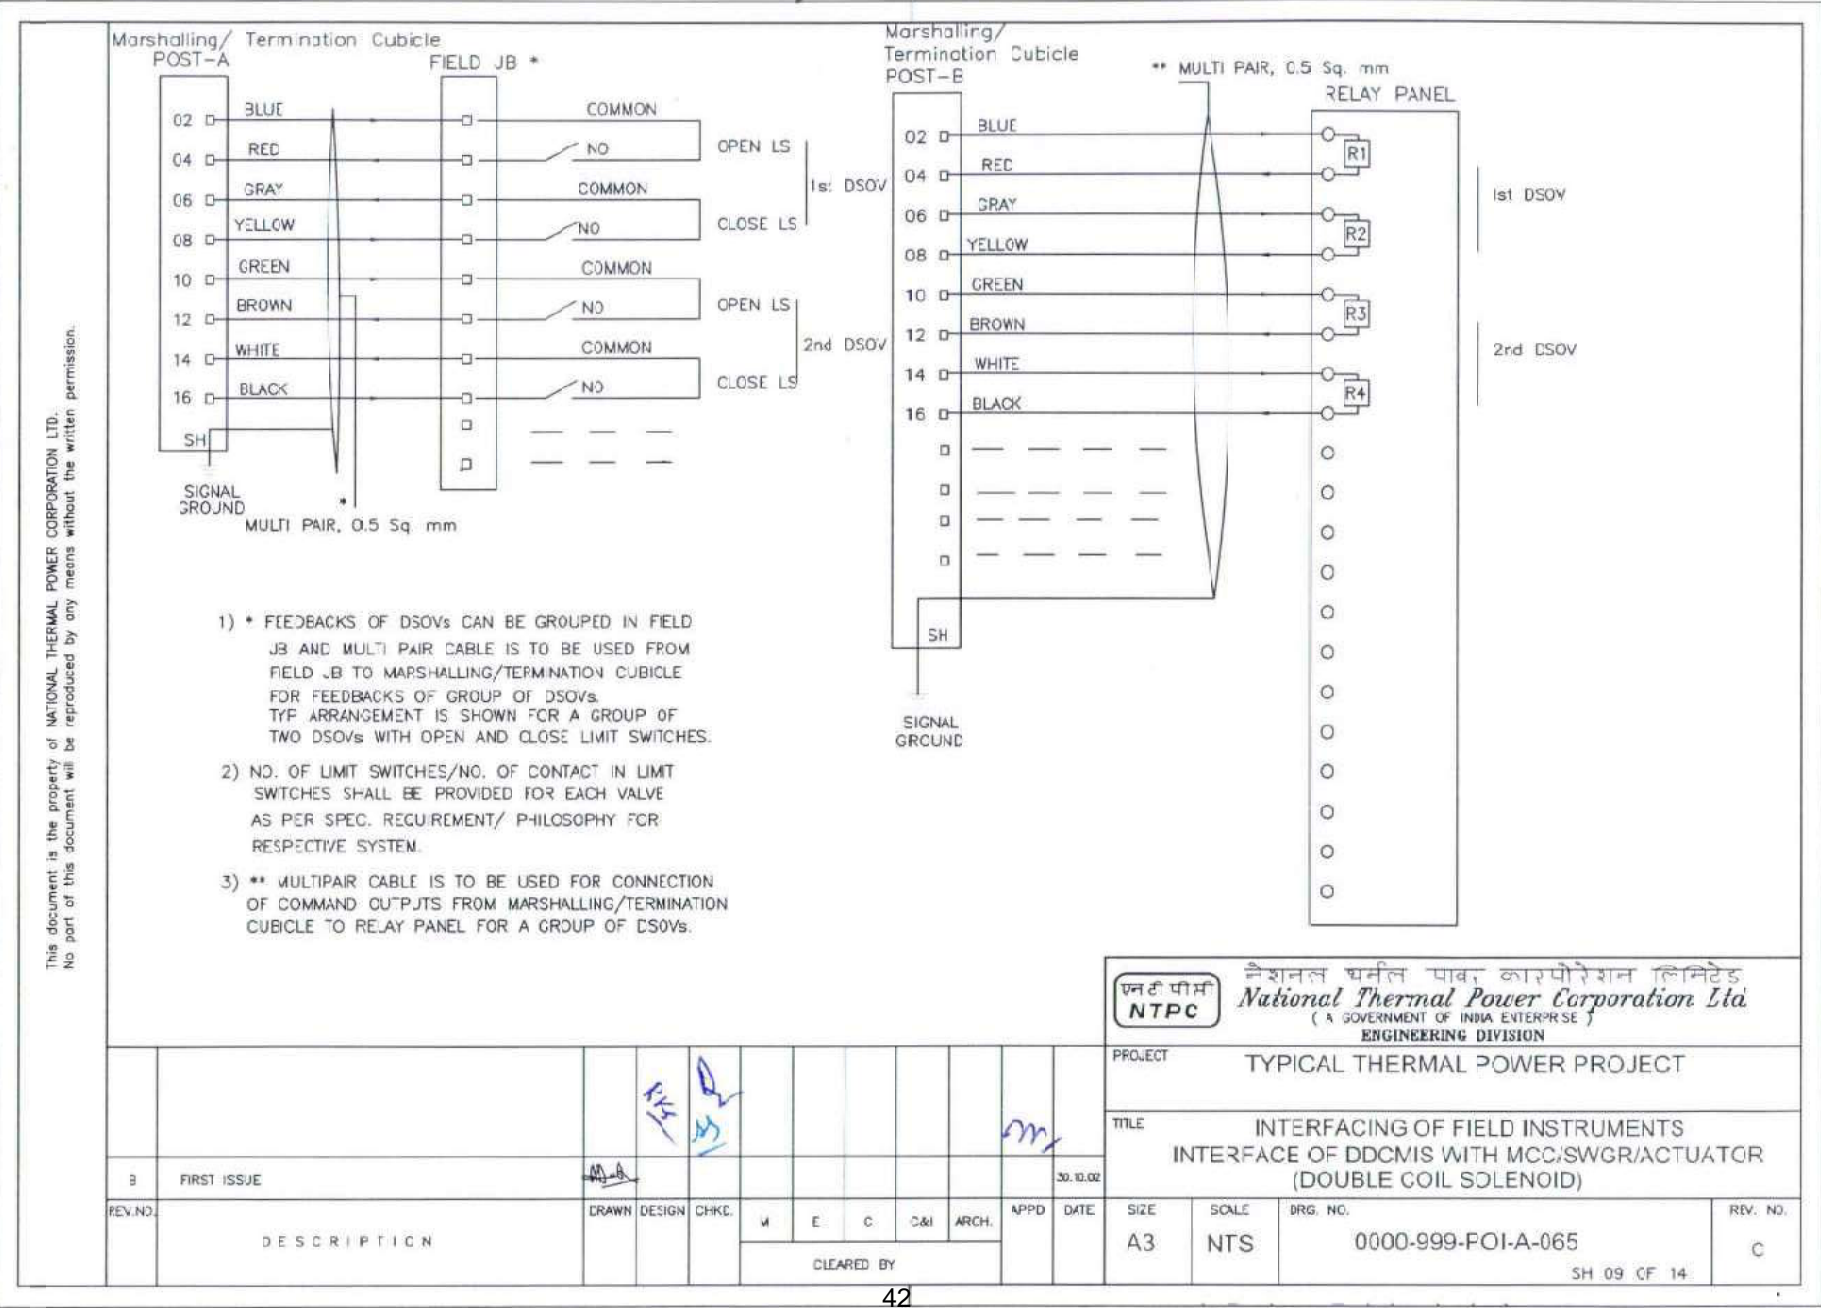 Marshalling/ Termination Cubicle
POST-A
FIELD JB *
02 BLUE COMMON
04 RED NO OPEN LS
06 GRAY COMMON 1st DSOV
08 YELLOW NO CLOSE LS
10 GREEN COMMON
12 BROWN NO OPEN LS
14 WHITE COMMON 2nd DSOV
16 BLACK NO CLOSE LS
SH
SIGNAL
GROUND
*
MULTI PAIR, 0.5 Sq mm
Marshalling/
Termination Cubicle
POST-B
** MULTI PAIR, 0.5 Sq. mm
RELAY PANEL
02 BLUE
R1
04 RED
1st DSOV
06 GRAY
R2
08 YELLOW
10 GREEN
R3
12 BROWN
2nd DSOV
14 WHITE
R4
16 BLACK
SH
SIGNAL
GROUND
1) * FEEDBACKS OF DSOVs CAN BE GROUPED IN FIELD
JB AND MULTI PAIR CABLE IS TO BE USED FROM
FIELD JB TO MARSHALLING/TERMINATION CUBICLE
FOR FEEDBACKS OF GROUP OF DSOVs.
TYP ARRANGEMENT IS SHOWN FOR A GROUP OF
TWO DSOVs WITH OPEN AND CLOSE LIMIT SWITCHES.
2) NO. OF LIMIT SWITCHES/NO. OF CONTACT IN LIMIT
SWTCHES SHALL BE PROVIDED FOR EACH VALVE
AS PER SPEC. REQUIREMENT/ PHILOSOPHY FOR
RESPECTIVE SYSTEM.
3) ** MULTIPAIR CABLE IS TO BE USED FOR CONNECTION
OF COMMAND OUTPUTS FROM MARSHALLING/TERMINATION
CUBICLE TO RELAY PANEL FOR A GROUP OF DSOVs.
This document is the property of NATIONAL THERMAL POWER CORPORATION LTD.
No part of this document will be reproduced by any means without the written permission.
एनटीपीसी
NTPC
नेशनल थर्मल पावर कारपोरेशन लिमिटेड
National Thermal Power Corporation Ltd
( A GOVERNMENT OF INDIA ENTERPRISE )
ENGINEERING DIVISION
PROJECT
TYPICAL THERMAL POWER PROJECT
TITLE
INTERFACING OF FIELD INSTRUMENTS
INTERFACE OF DDCMIS WITH MCC/SWGR/ACTUATOR
(DOUBLE COIL SOLENOID)
B FIRST ISSUE 30.10.02
REV.NO. DESCRIPTION DRAWN DESIGN CHKD. M E C C&I ARCH. APPD DATE
CLEARED BY
SIZE SCALE DRG. NO. REV. NO.
A3 NTS 0000-999-POI-A-065 C
SH 09 OF 14
42